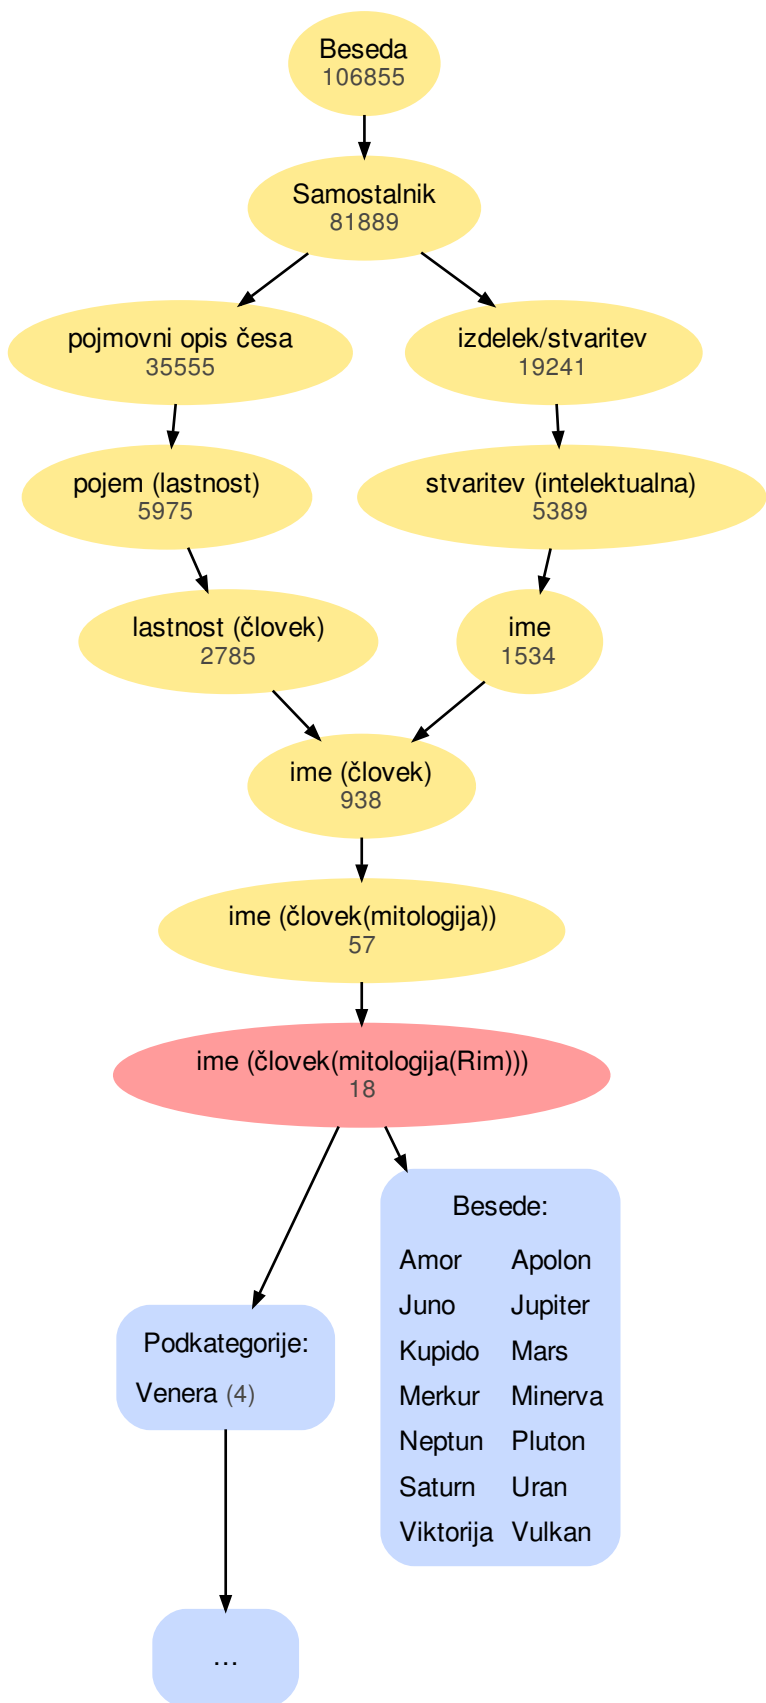 Beseda
106855
Samostalnik
81889
pojmovni opis česa
35555
izdelek/stvaritev
19241
pojem (lastnost)
5975
stvaritev (intelektualna)
5389
lastnost (človek)
2785
ime
1534
ime (človek)
938
ime (človek(mitologija))
57
ime (človek(mitologija(Rim)))
18
Besede:
Amor Apolon
Juno Jupiter
Kupido Mars
Merkur Minerva
Neptun Pluton
Saturn Uran
Viktorija Vulkan
Podkategorije:
Venera (4)
...